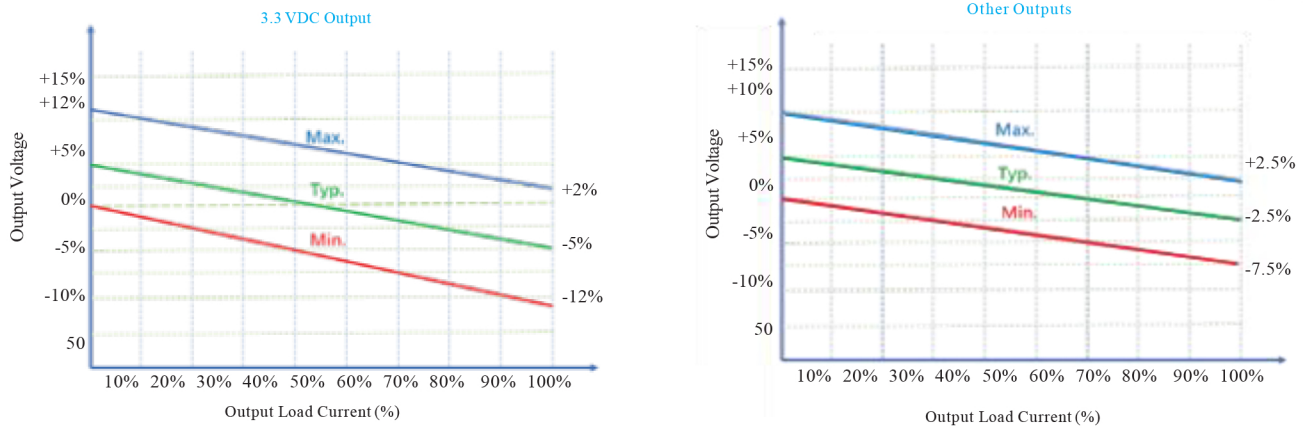 3.3 VDC Output
+15%
+12%
+5%
0%
-5%
-10%
50
Output Voltage
Max.
Typ.
Min.
+2%
-5%
-12%
10% 20% 30% 40% 50% 60% 70% 80% 90% 100%
Output Load Current (%)
Other Outputs
+15%
+10%
+5%
0%
-5%
-10%
50
Output Voltage
Max.
Typ.
Min.
+2.5%
-2.5%
-7.5%
10% 20% 30% 40% 50% 60% 70% 80% 90% 100%
Output Load Current (%)